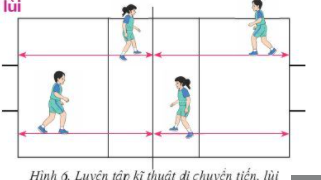 lùi
Hình 6. Luyện tập kĩ thuật di chuyển tiến, lùi